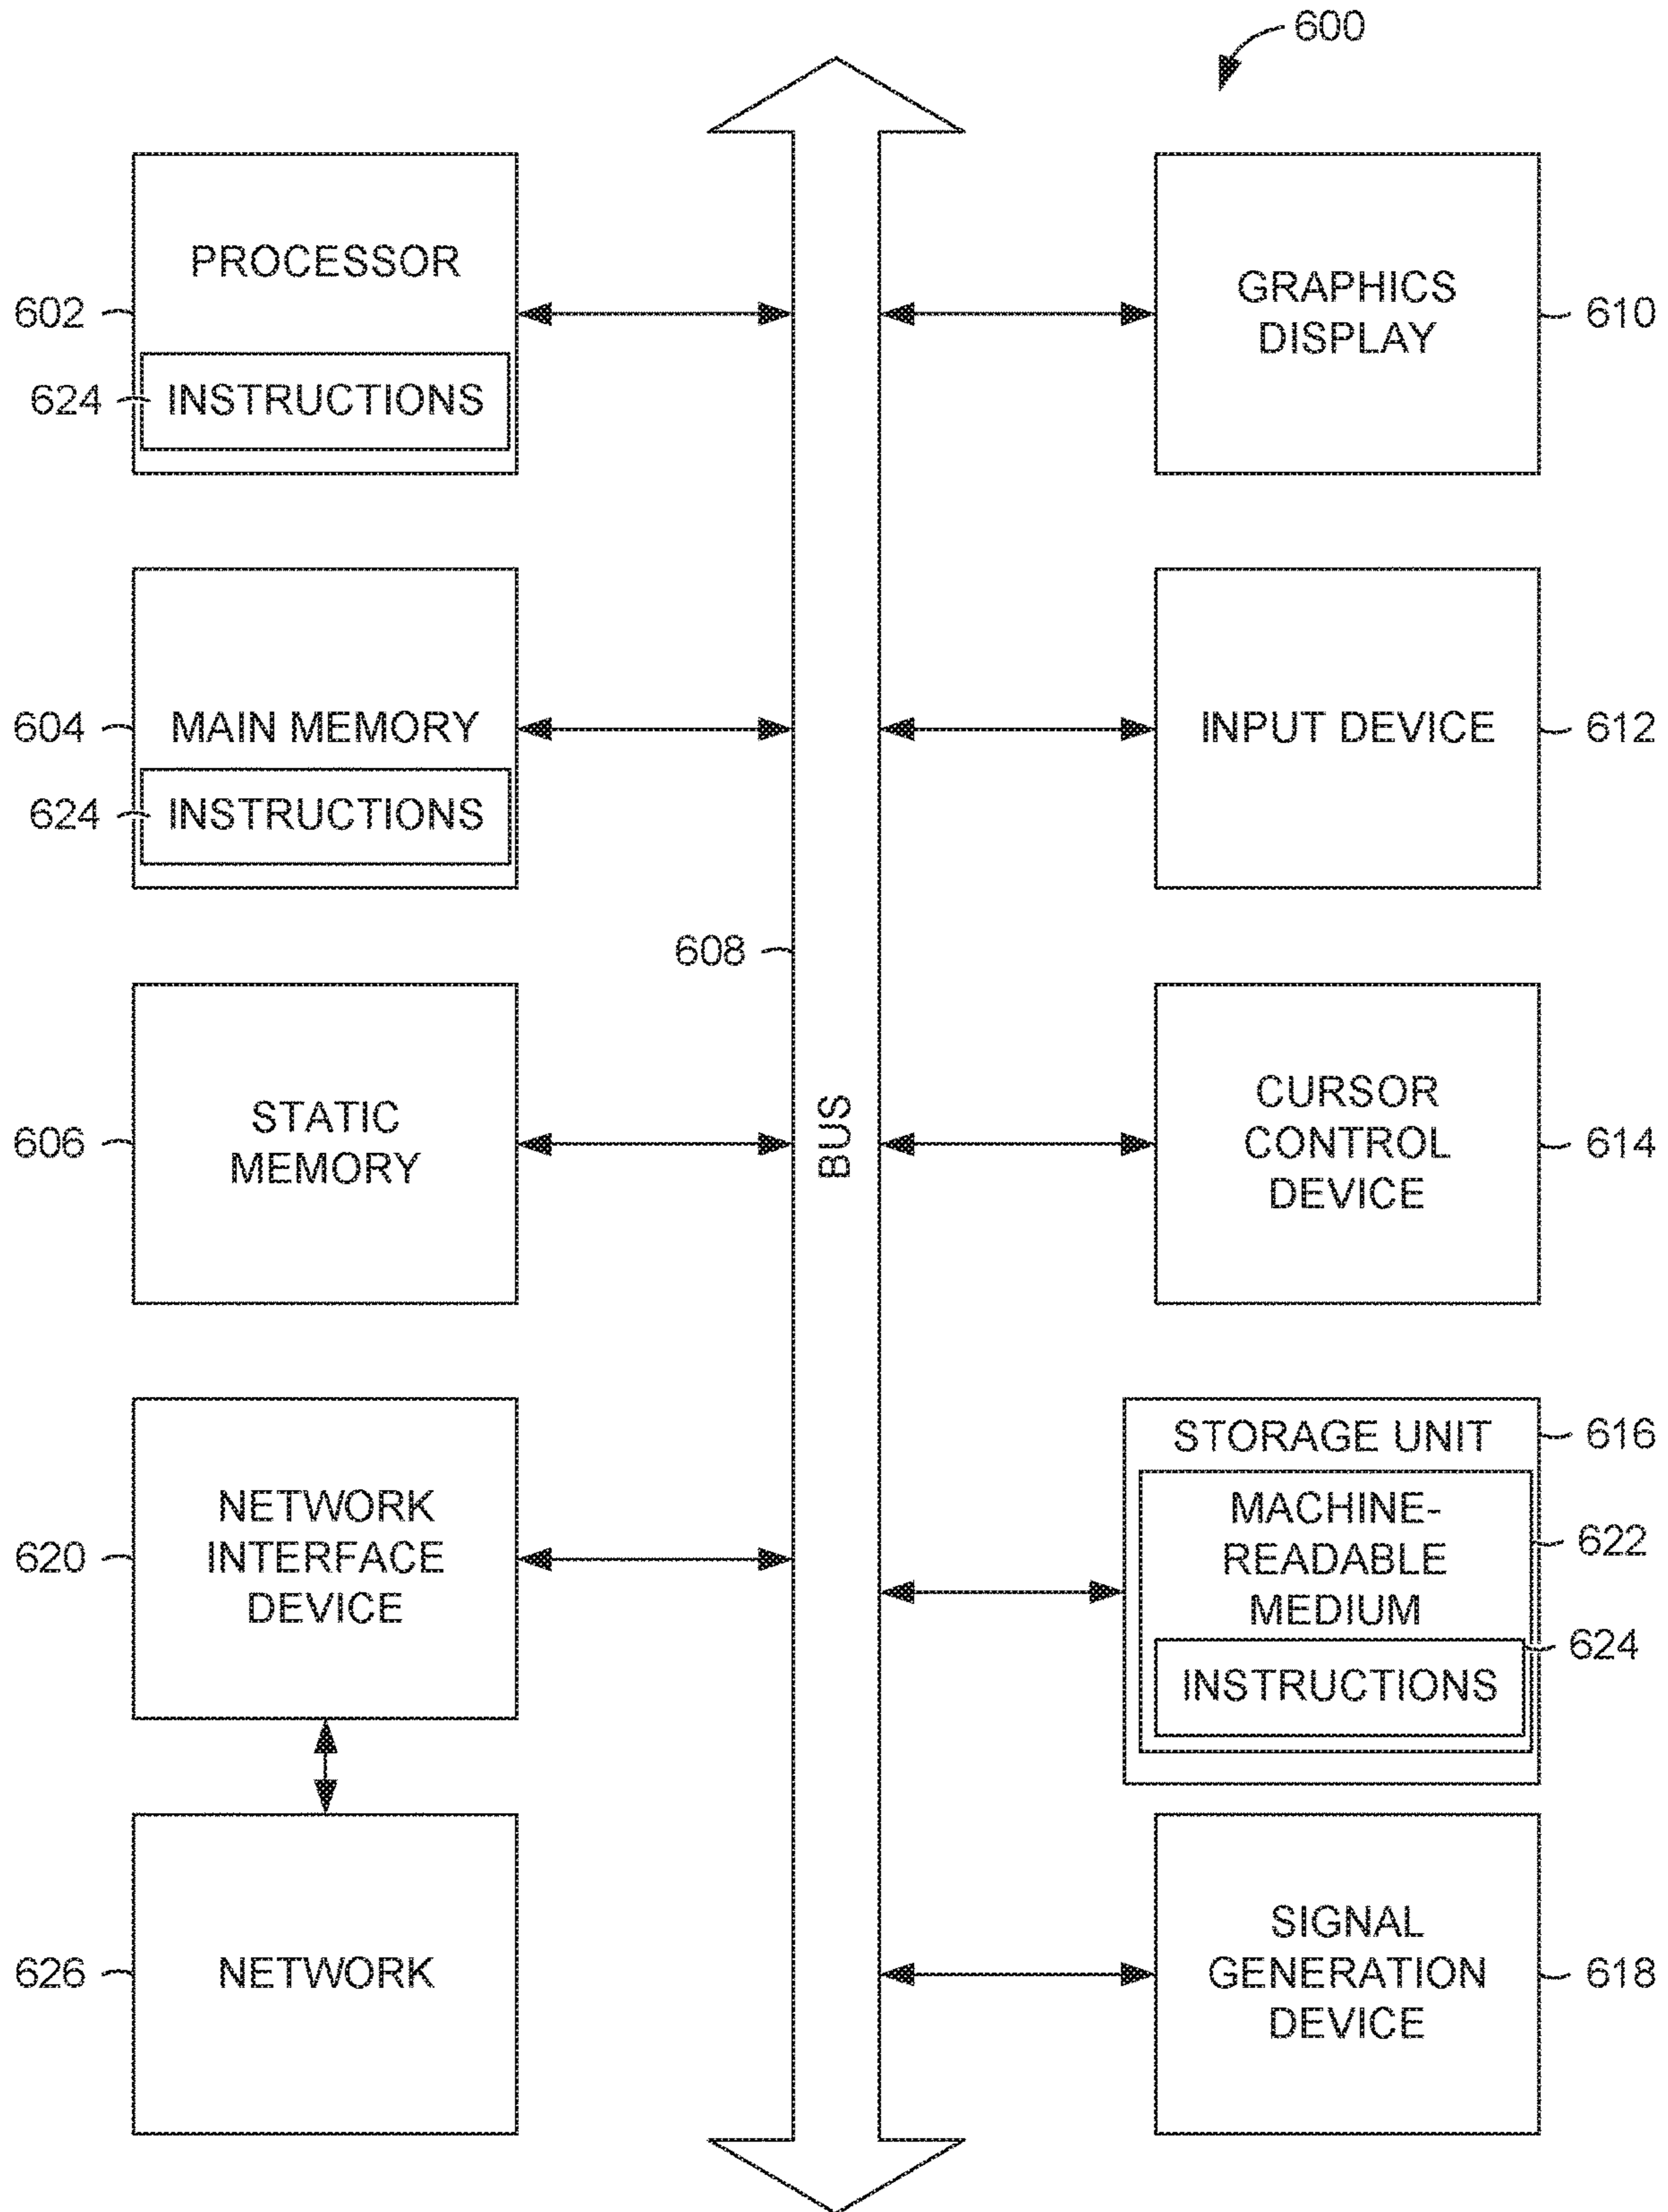 600
PROCESSOR
602
624
INSTRUCTIONS
GRAPHICS
DISPLAY
610
604
MAIN MEMORY
624
INSTRUCTIONS
INPUT DEVICE
612
608
BUS
606
STATIC
MEMORY
CURSOR
CONTROL
DEVICE
614
620
NETWORK
INTERFACE
DEVICE
STORAGE UNIT
616
MACHINE-
READABLE
MEDIUM
622
624
INSTRUCTIONS
626
NETWORK
SIGNAL
GENERATION
DEVICE
618